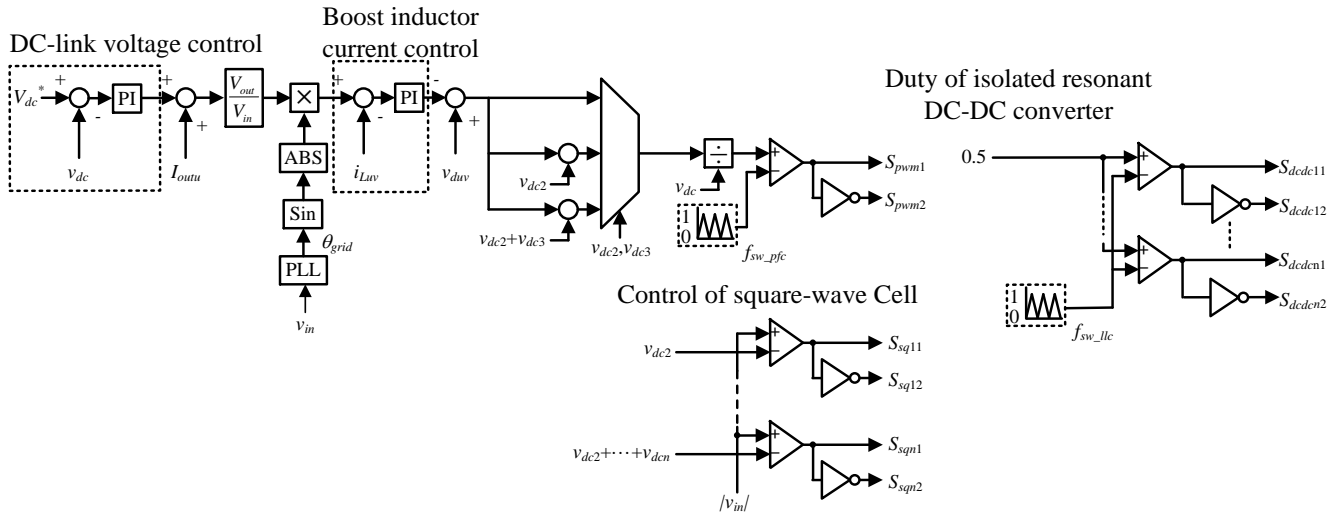 DC-link voltage control
V_dc^*
+
-
PI
v_dc
+
+
I_outu
V_out
V_in
×
ABS
Sin
θ_grid
PLL
v_in
Boost inductor
current control
+
-
PI
i_Luv
-
+
v_duv
v_dc2
v_dc2+v_dc3
v_dc2,v_dc3
÷
v_dc
1
0
f_sw_pfc
+
−
S_pwm1
S_pwm2
Control of square-wave Cell
v_dc2
+
−
S_sq11
S_sq12
v_dc2+⋯+v_dcn
+
−
S_sqn1
S_sqn2
|v_in|
Duty of isolated resonant
DC-DC converter
0.5
+
−
S_dcdc11
S_dcdc12
+
−
S_dcdcn1
S_dcdcn2
1
0
f_sw_llc